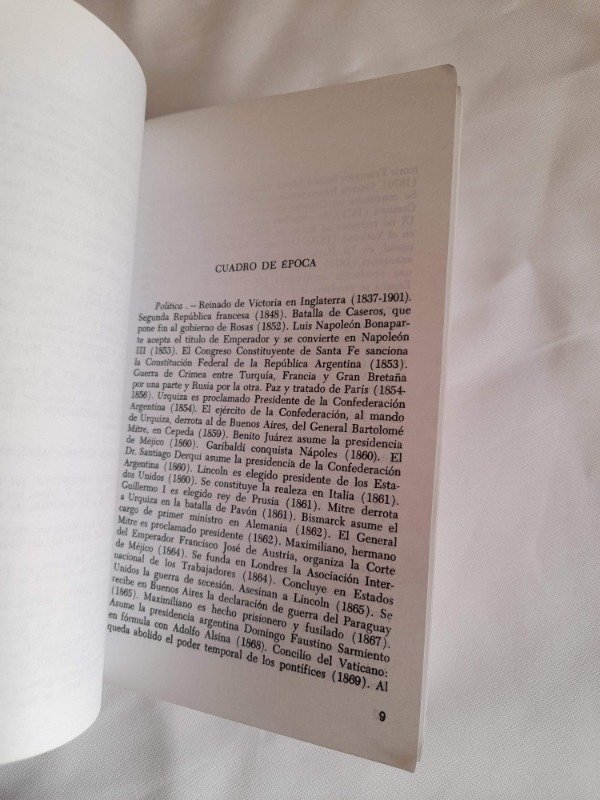 CUADRO DE ÉPOCA
Política .—Reinado de Victoria en Inglaterra (1837-1901).
Segunda República francesa (1848). Batalla de Caseros, que
pone fin al gobierno de Rosas (1852). Luis Napoleón Bonapar-
te acepta el título de Emperador y se convierte en Napoleón
III (1853). El Congreso Constituyente de Santa Fe sanciona
la Constitución Federal de la República Argentina (1853).
Guerra de Crimea entre Turquía, Francia y Gran Bretaña
por una parte y Rusia por la otra. Paz y tratado de París (1854-
1856). Urquiza es proclamado Presidente de la Confederación
Argentina (1854). El ejército de la Confederación, al mando
de Urquiza, derrota al de Buenos Aires, del General Bartolomé
Mitre, en Cepeda (1859). Benito Juárez asume la presidencia
de Méjico (1860). Garibaldi conquista Nápoles (1860). El
Dr. Santiago Derqui asume la presidencia de la Confederación
Argentina (1860). Lincoln es elegido presidente de los Esta-
dos Unidos (1860). Se constituye la realeza en Italia (1861).
Guillermo I es elegido rey de Prusia (1861). Mitre derrota
a Urquiza en la batalla de Pavón (1861). Bismarck asume el
cargo de primer ministro en Alemania (1862). El General
Mitre es proclamado presidente (1862). Maximiliano, hermano
del Emperador Francisco José de Austria, organiza la Corte
de Méjico (1864). Se funda en Londres la Asociación Inter-
nacional de los Trabajadores (1864). Concluye en Estados
Unidos la guerra de secesión. Asesinan a Lincoln (1865). Se
recibe en Buenos Aires la declaración de guerra del Paraguay
(1865). Maximiliano es hecho prisionero y fusilado (1867).
Asume la presidencia argentina Domingo Faustino Sarmiento
en fórmula con Adolfo Alsina (1868). Concilio del Vaticano:
queda abolido el poder temporal de los pontífices (1869). Al
9